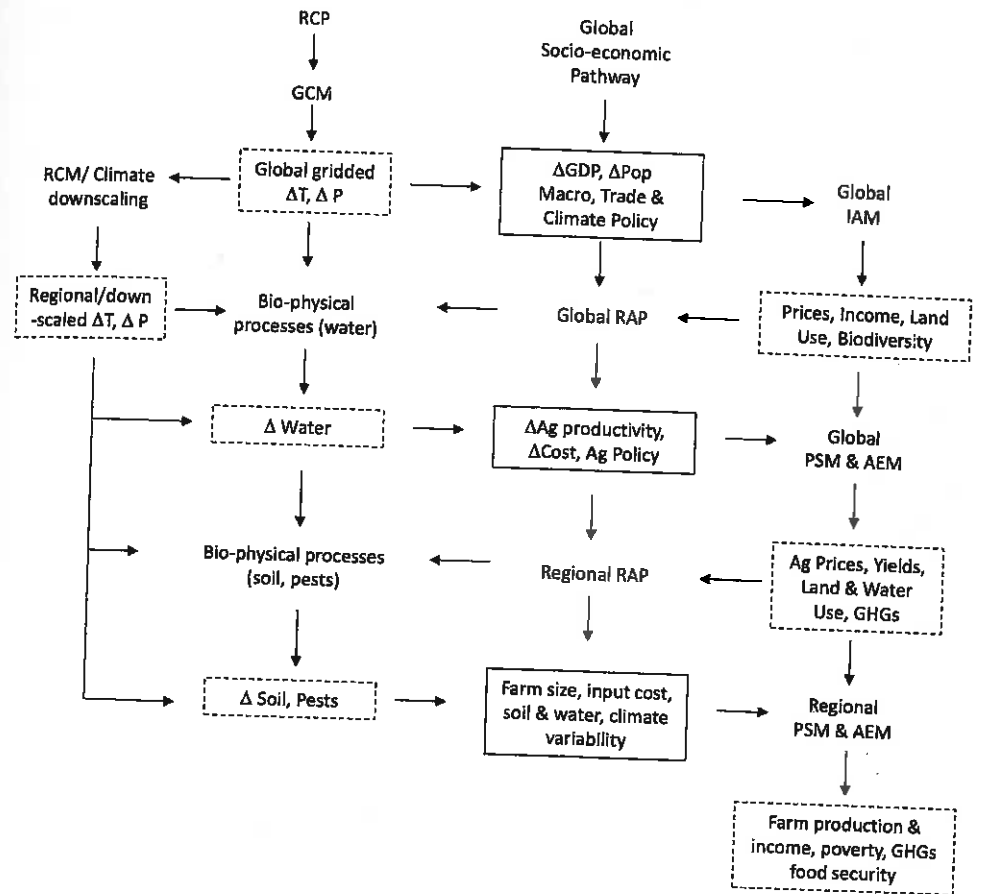 RCP
Global
Socio-economic
Pathway
GCM
RCM/ Climate
downscaling
Global gridded
ΔT, Δ P
ΔGDP, ΔPop
Macro, Trade &
Climate Policy
Global
IAM
Regional/down
-scaled ΔT, Δ P
Bio-physical
processes (water)
Global RAP
Prices, Income, Land
Use, Biodiversity
Δ Water
ΔAg productivity,
ΔCost, Ag Policy
Global
PSM & AEM
Bio-physical processes
(soil, pests)
Regional RAP
Ag Prices, Yields,
Land & Water
Use, GHGs
Δ Soil, Pests
Farm size, input cost,
soil & water, climate
variability
Regional
PSM & AEM
Farm production &
income, poverty, GHGs
food security